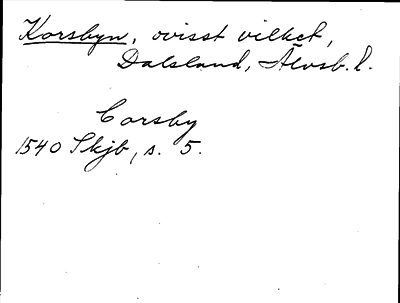 Korsbyn, ovisst vilket,
Dalsland, Älvsb. l.
Corsby
1540 Skjb, s. 5.